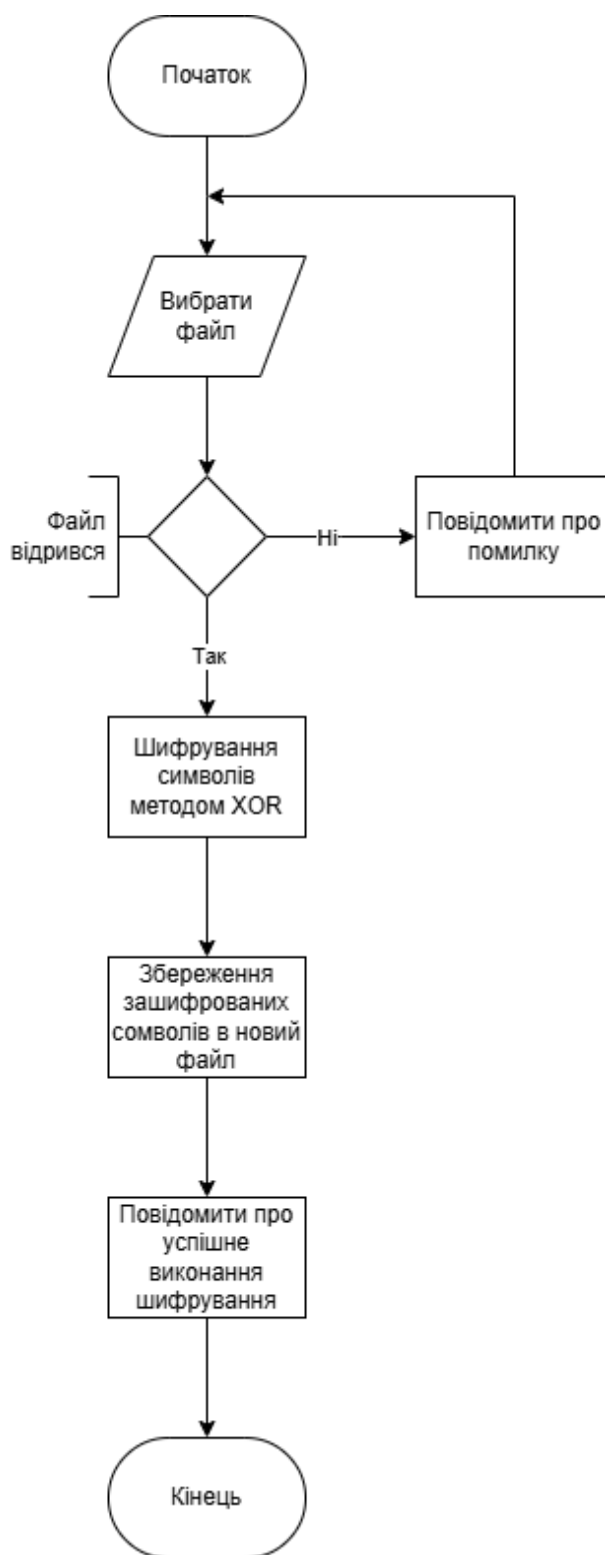 Початок
Вибрати
файл
Файл
відрився
Ні
Повідомити про
помилку
Так
Шифрування
символів
методом XOR
Збереження
зашифрованих
сомволів в новий
файл
Повідомити про
успішне
виконання
шифрування
Кінець